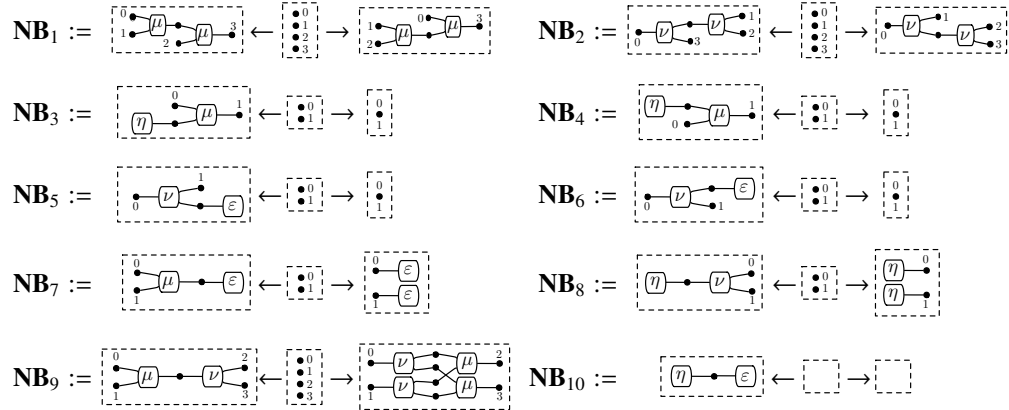 NB₁ := 0 1 μ 2 μ 3 ← 0 1 2 3 → 1 2 μ 0 μ 3 NB₂ := 0 ν ν 3 1 2 ← 0 1 2 3 → 0 ν 1 ν 2 3
NB₃ := η 0 μ 1 ← 0 1 → 0 1 NB₄ := η 0 μ 1 ← 0 1 → 0 1
NB₅ := 0 ν 1 ε ← 0 1 → 0 1 NB₆ := 0 ν ε 1 ← 0 1 → 0 1
NB₇ := 0 1 μ ε ← 0 1 → 0 ε 1 ε NB₈ := η ν 0 1 ← 0 1 → η 0 η 1
NB₉ := 0 1 μ ν 2 3 ← 0 1 2 3 → 0 ν μ 2 1 ν μ 3 NB₁₀ := η ε ← →